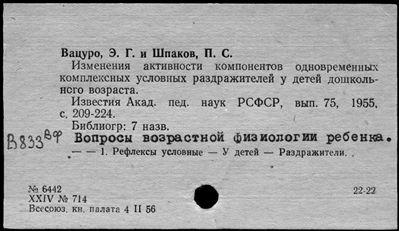 Вацуро, Э. Г. и Шпаков, П. С.
Изменения активности компонентов одновременных
комплексных условных раздражителей у детей дошколь-
ного возраста.
Известия Акад. пед. наук РСФСР, вып. 75, 1955,
с. 209-224.
Библиогр: 7 назв.
В833вф Вопросы возрастной физиологии ребенка.
— — 1. Рефлексы условные — У детей — Раздражители.
№ 6442 22-22
XXIV № 714
Всесоюз. кн. палата 4 II 56